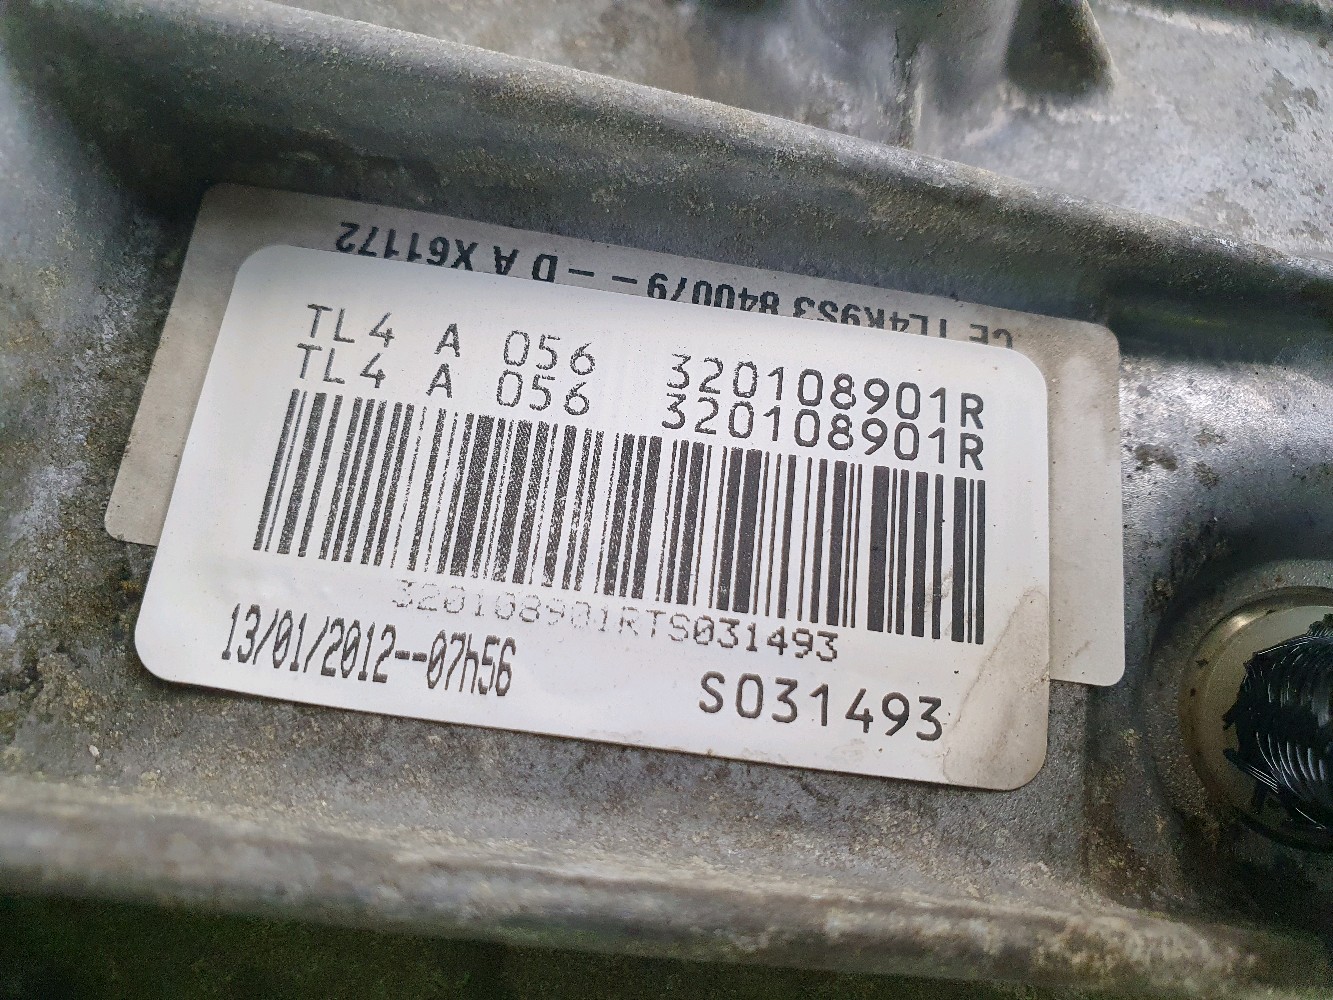 CE TL4K9S3 840079 - - D A X61172
TL4 A 056 320108901R
TL4 A 056 320108901R
320108901RTS031493
13/01/2012--07h56
S031493